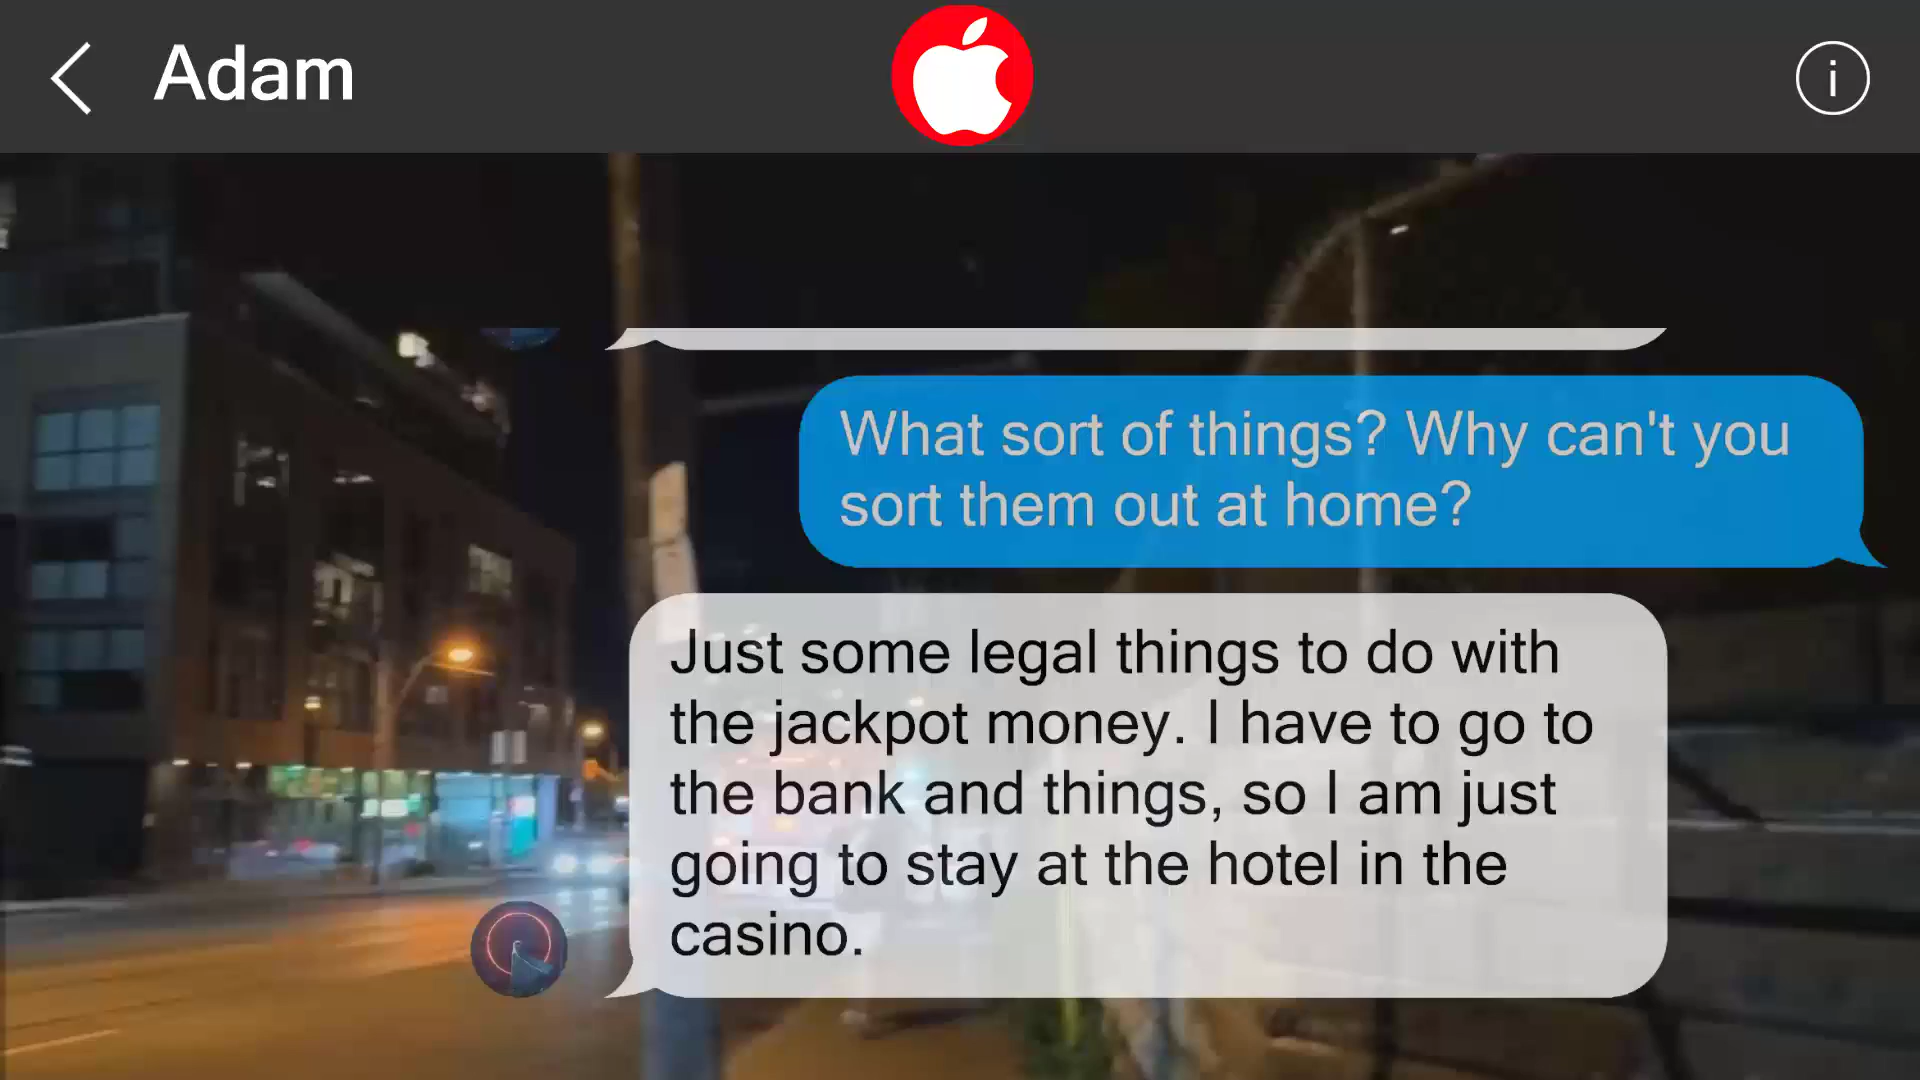 Adam
What sort of things? Why can't you
sort them out at home?
Just some legal things to do with
the jackpot money. I have to go to
the bank and things, so I am just
going to stay at the hotel in the
casino.